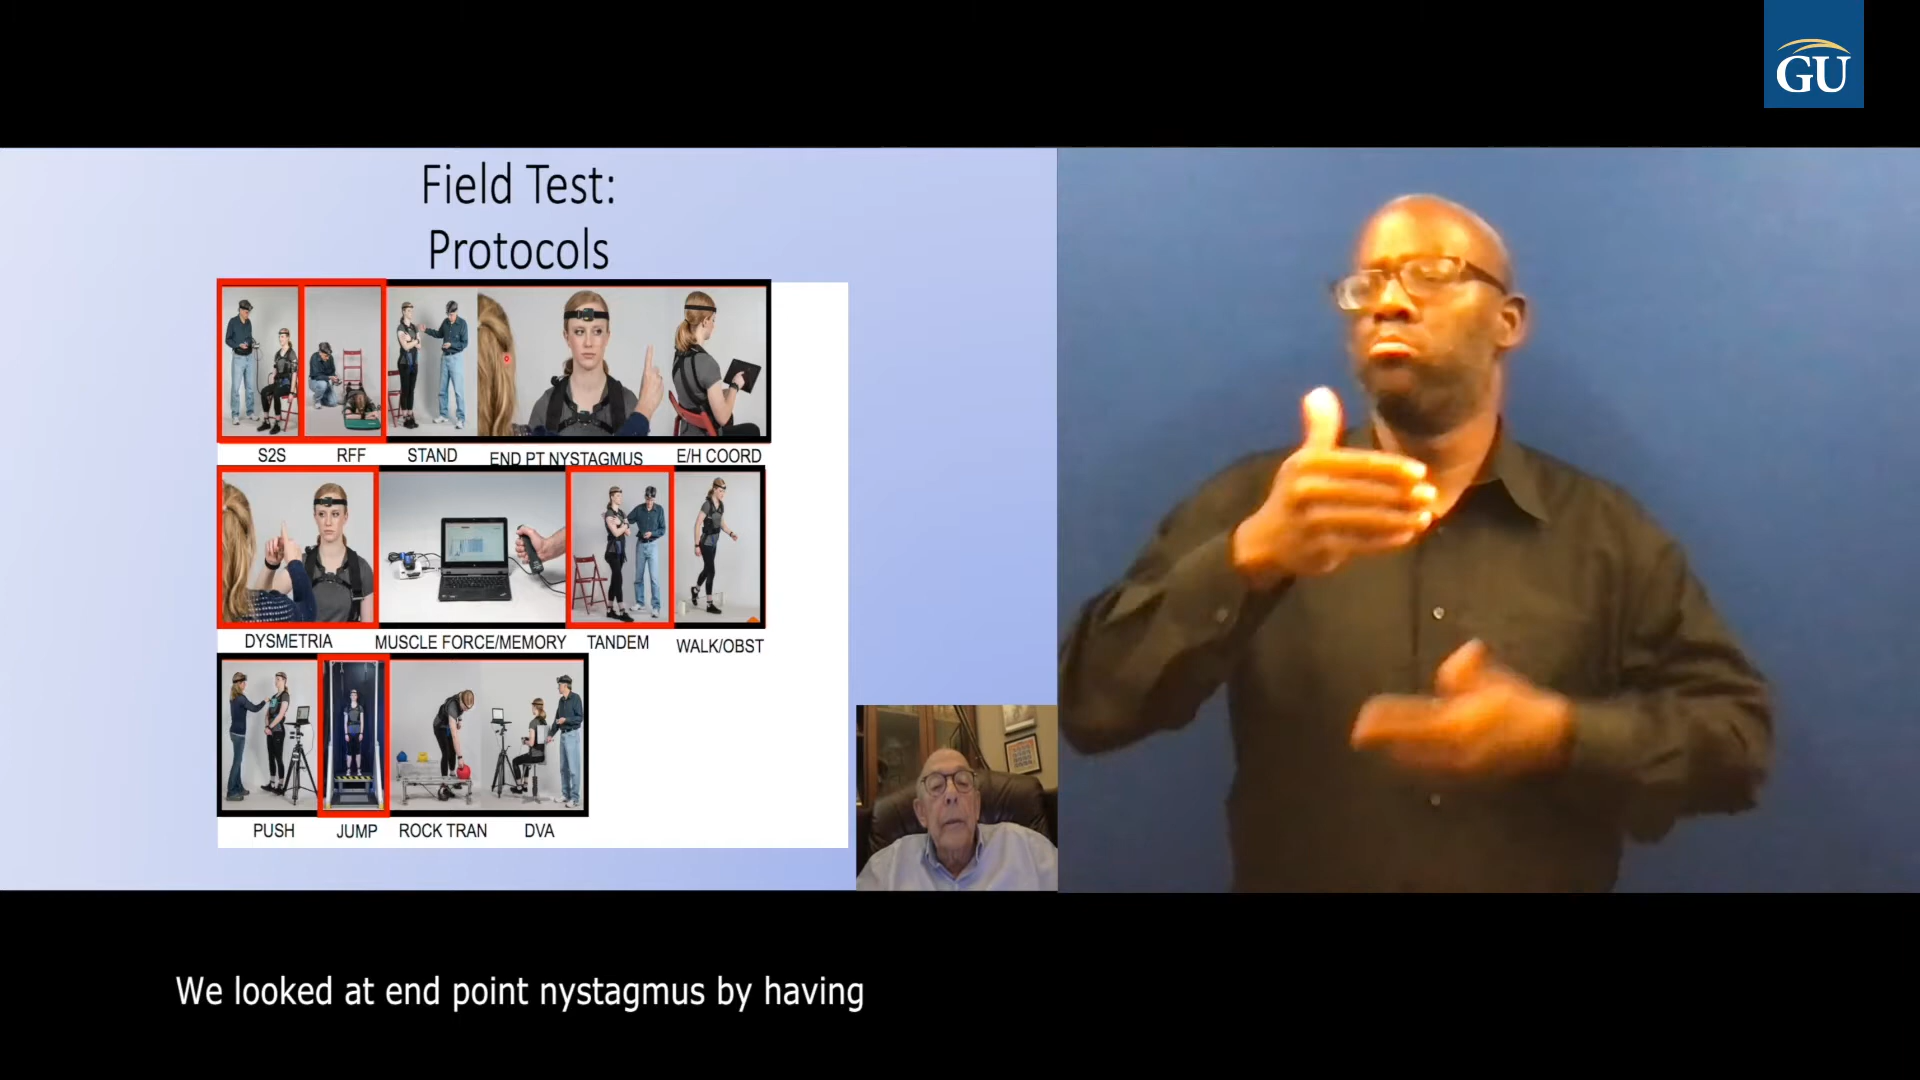 GU
Field Test:
Protocols
S2S RFF STAND END PT NYSTAGMUS E/H COORD
DYSMETRIA MUSCLE FORCE/MEMORY TANDEM WALK/OBST
PUSH JUMP ROCK TRAN DVA
We looked at end point nystagmus by having